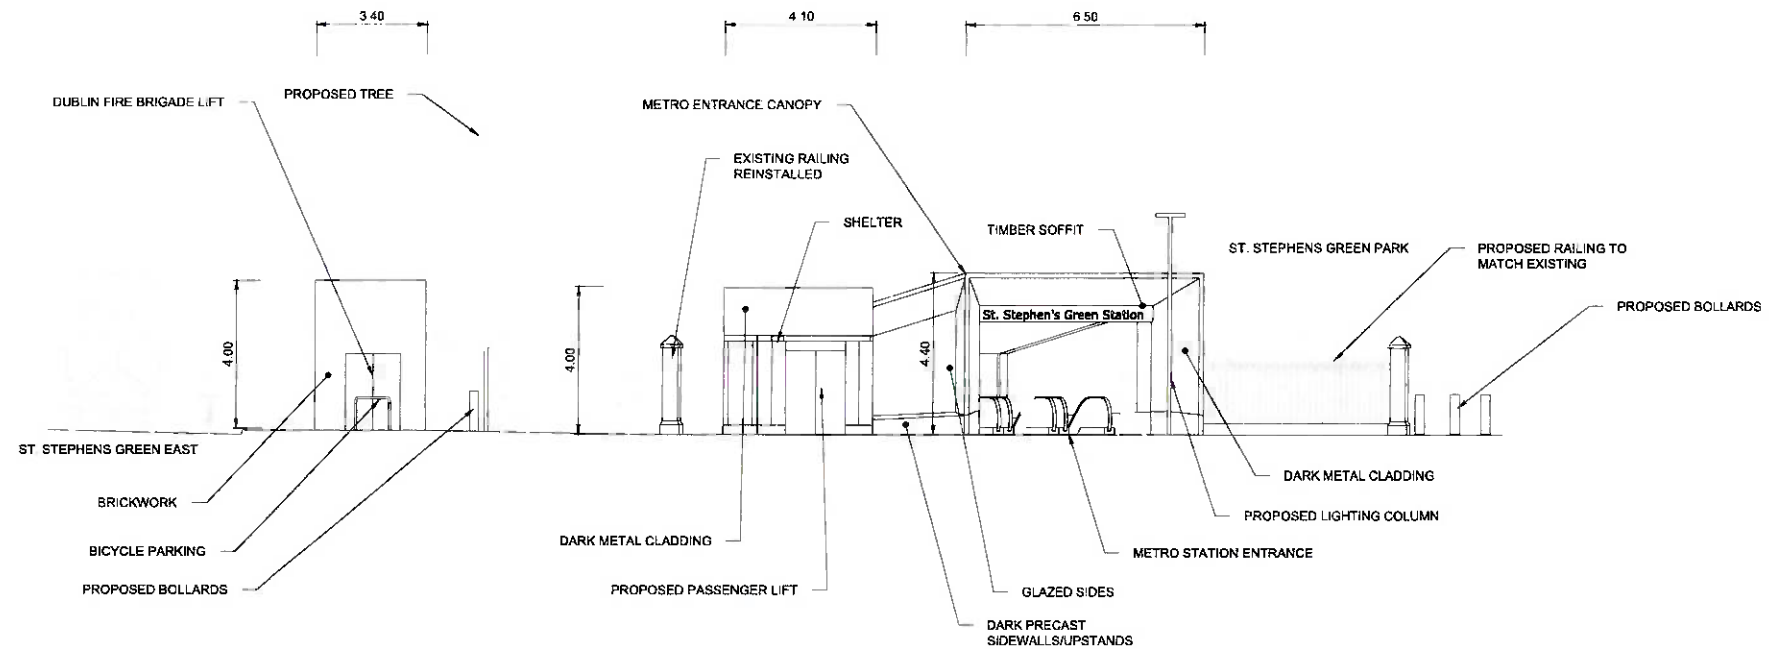 3 40
4 10
6 50
DUBLIN FIRE BRIGADE LIFT
PROPOSED TREE
METRO ENTRANCE CANOPY
EXISTING RAILING
REINSTALLED
SHELTER
TIMBER SOFFIT
ST. STEPHENS GREEN PARK
PROPOSED RAILING TO
MATCH EXISTING
PROPOSED BOLLARDS
St. Stephen's Green Station
4.00
4.00
4.40
ST. STEPHENS GREEN EAST
BRICKWORK
BICYCLE PARKING
PROPOSED BOLLARDS
DARK METAL CLADDING
PROPOSED PASSENGER LIFT
DARK METAL CLADDING
PROPOSED LIGHTING COLUMN
METRO STATION ENTRANCE
GLAZED SIDES
DARK PRECAST
SIDEWALLS/UPSTANDS